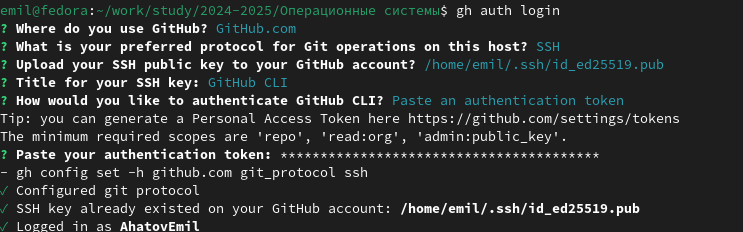 emil@fedora:~/work/study/2024-2025/Операционные системы$ gh auth login
? Where do you use GitHub? GitHub.com
? What is your preferred protocol for Git operations on this host? SSH
? Upload your SSH public key to your GitHub account? /home/emil/.ssh/id_ed25519.pub
? Title for your SSH key: GitHub CLI
? How would you like to authenticate GitHub CLI? Paste an authentication token
Tip: you can generate a Personal Access Token here https://github.com/settings/tokens
The minimum required scopes are 'repo', 'read:org', 'admin:public_key'.
? Paste your authentication token: ****************************************
- gh config set -h github.com git_protocol ssh
✓ Configured git protocol
✓ SSH key already existed on your GitHub account: /home/emil/.ssh/id_ed25519.pub
✓ Logged in as AhatovEmil